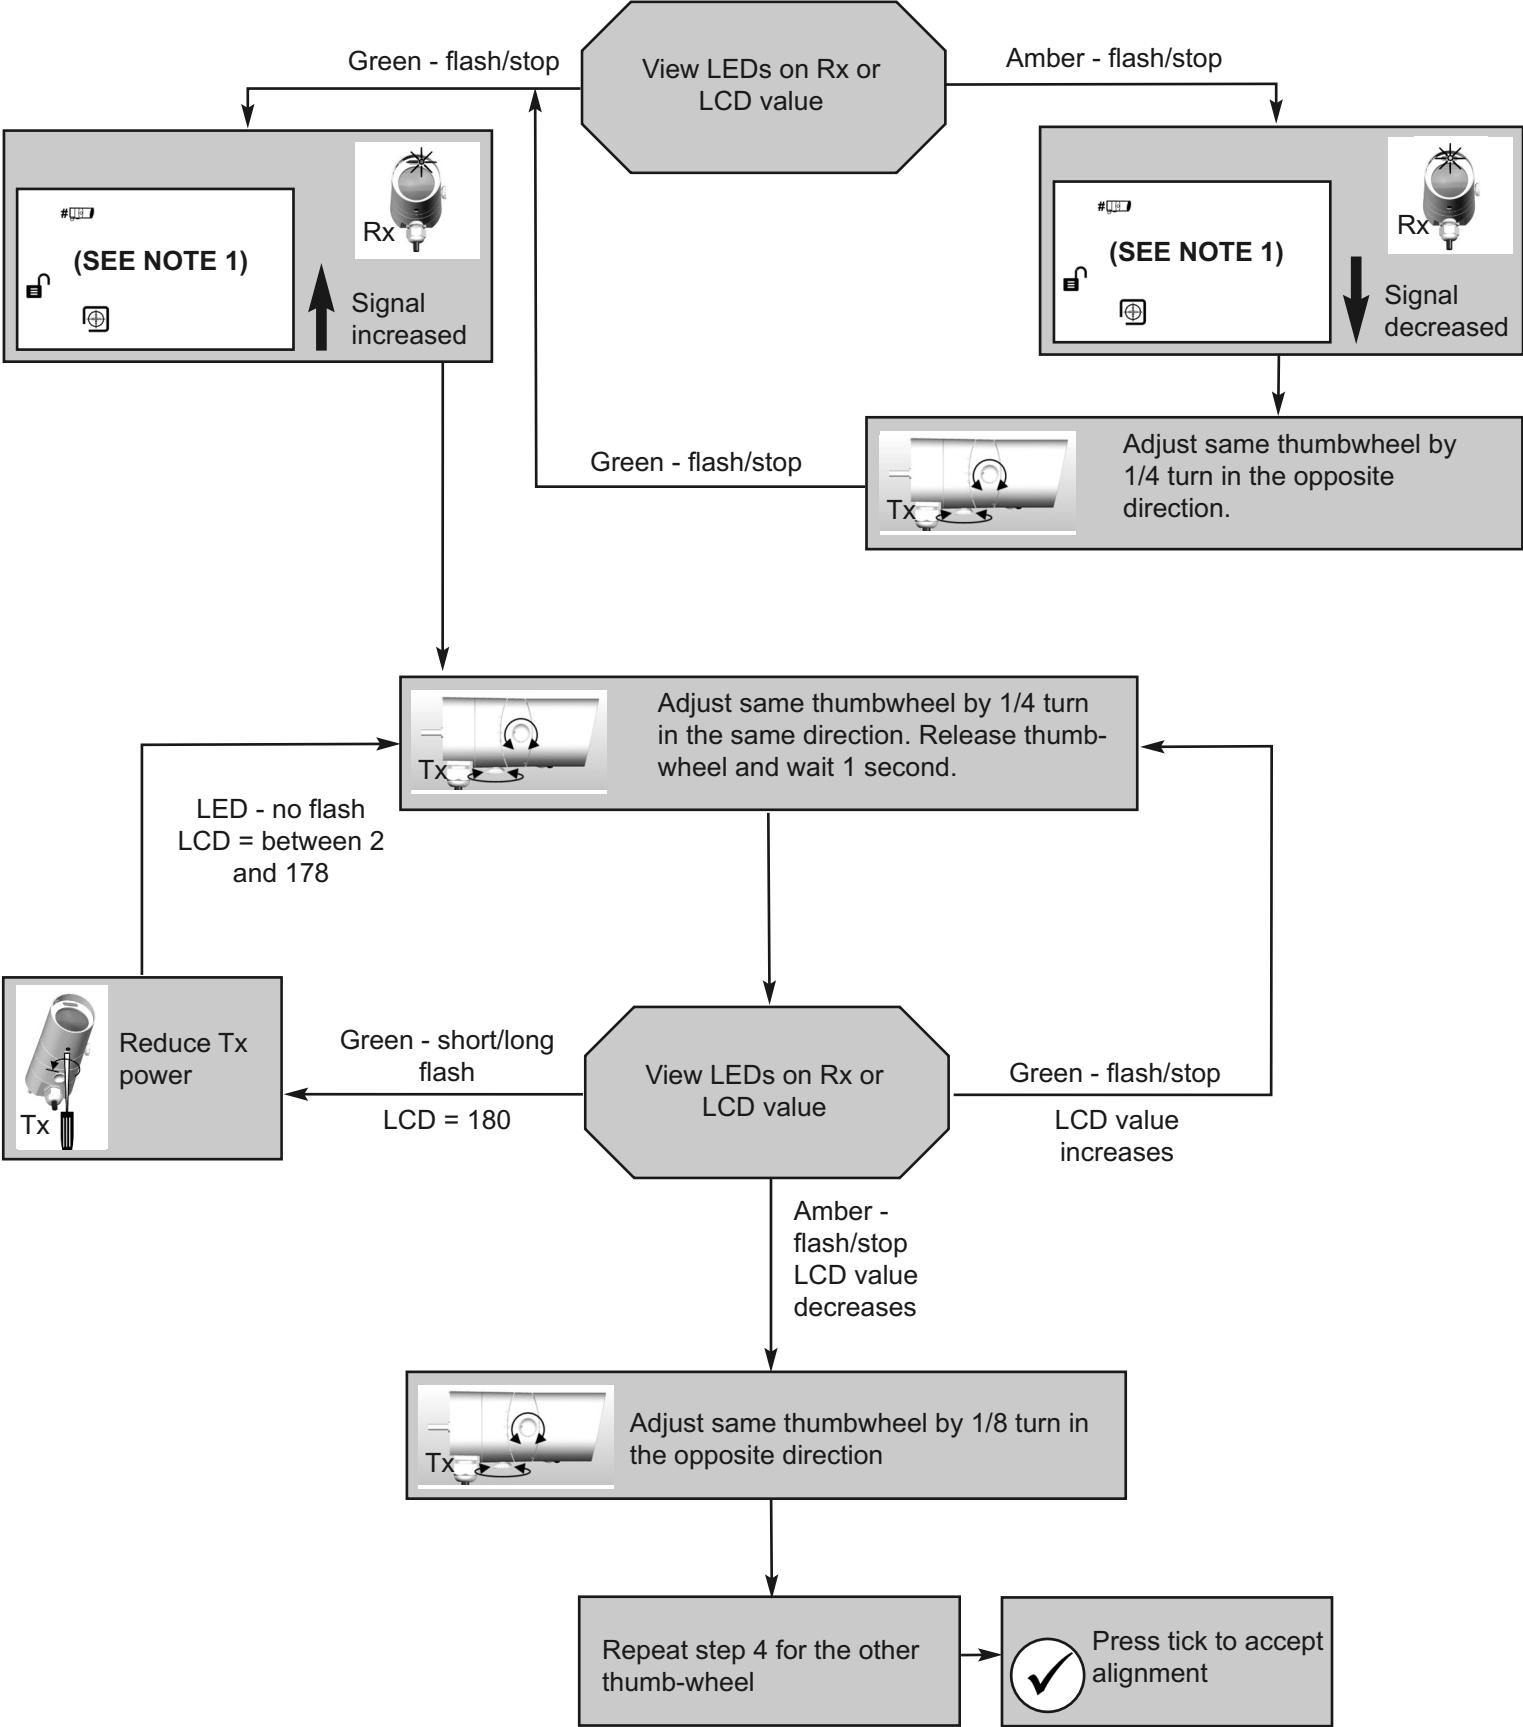 Green - flash/stop
View LEDs on Rx or
LCD value
Amber - flash/stop
#
(SEE NOTE 1)
Rx
Signal
increased
#
(SEE NOTE 1)
Rx
Signal
decreased
Green - flash/stop
Tx
Adjust same thumbwheel by
1/4 turn in the opposite
direction.
Tx
Adjust same thumbwheel by 1/4 turn
in the same direction. Release thumb-
wheel and wait 1 second.
LED - no flash
LCD = between 2
and 178
Tx
Reduce Tx
power
Green - short/long
flash
LCD = 180
View LEDs on Rx or
LCD value
Green - flash/stop
LCD value
increases
Amber -
flash/stop
LCD value
decreases
Tx
Adjust same thumbwheel by 1/8 turn in
the opposite direction
Repeat step 4 for the other
thumb-wheel
Press tick to accept
alignment